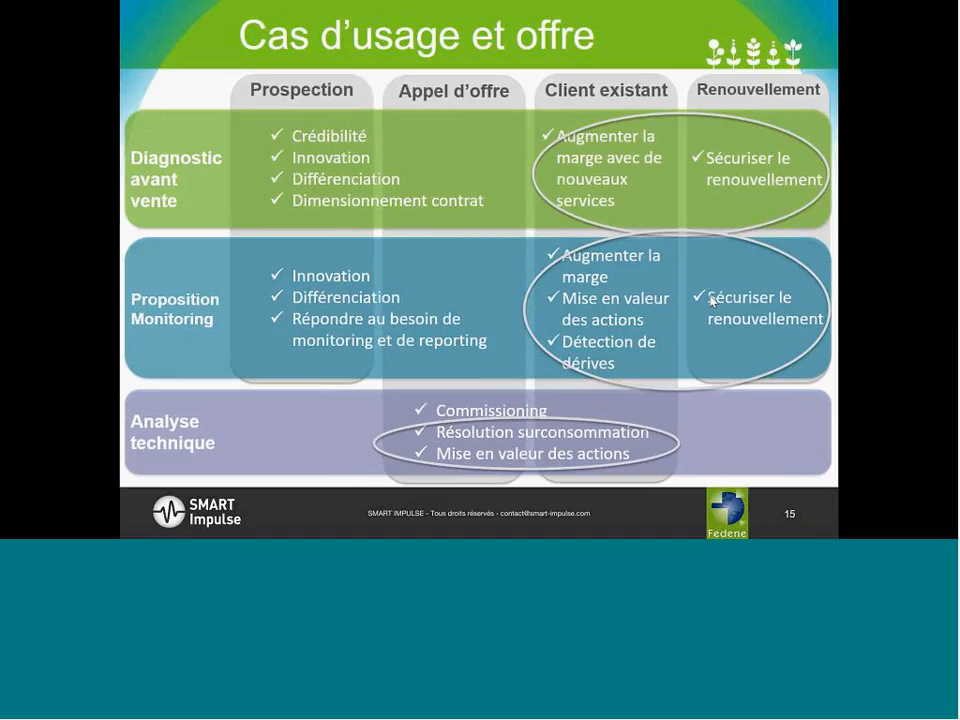 Cas d’usage et offre
Prospection
Appel d’offre
Client existant
Renouvellement
Diagnostic
avant
vente
✓ Crédibilité
✓ Innovation
✓ Différenciation
✓ Dimensionnement contrat
✓Augmenter la
marge avec de
nouveaux
services
✓Sécuriser le
renouvellement
Proposition
Monitoring
✓ Innovation
✓ Différenciation
✓ Répondre au besoin de
monitoring et de reporting
✓Augmenter la
marge
✓Mise en valeur
des actions
✓Détection de
dérives
✓Sécuriser le
renouvellement
Analyse
technique
✓ Commissioning
✓ Résolution surconsommation
✓ Mise en valeur des actions
SMART
Impulse
SMART IMPULSE - Tous droits réservés - contact@smart-impulse.com
Fedene
15